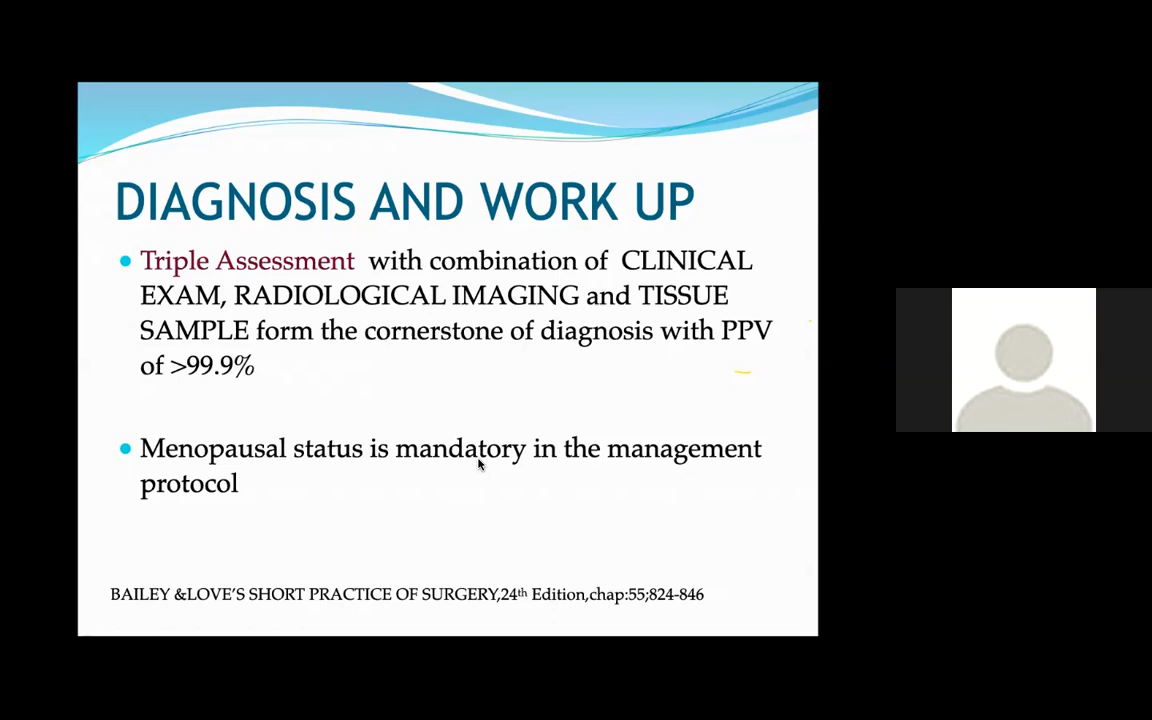 DIAGNOSIS AND WORK UP
Triple Assessment with combination of CLINICAL
EXAM, RADIOLOGICAL IMAGING and TISSUE
SAMPLE form the cornerstone of diagnosis with PPV
of >99.9%
Menopausal status is mandatory in the management
protocol
BAILEY &LOVE'S SHORT PRACTICE OF SURGERY,24th Edition,chap:55;824-846